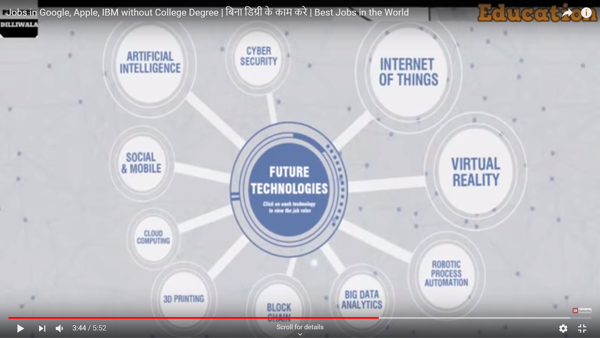 Jobs in Google, Apple, IBM without College Degree | बिना डिग्री के काम करे | Best Jobs in the World
Education
DILLIWALA
ARTIFICIAL
INTELLIGENCE
CYBER
SECURITY
INTERNET
OF THINGS
SOCIAL
& MOBILE
FUTURE
TECHNOLOGIES
Click on each technology
to view the job roles
VIRTUAL
REALITY
CLOUD
COMPUTING
ROBOTIC
PROCESS
AUTOMATION
3D PRINTING
BLOCK
CHAIN
BIG DATA
ANALYTICS
3:44 / 5:52
Scroll for details